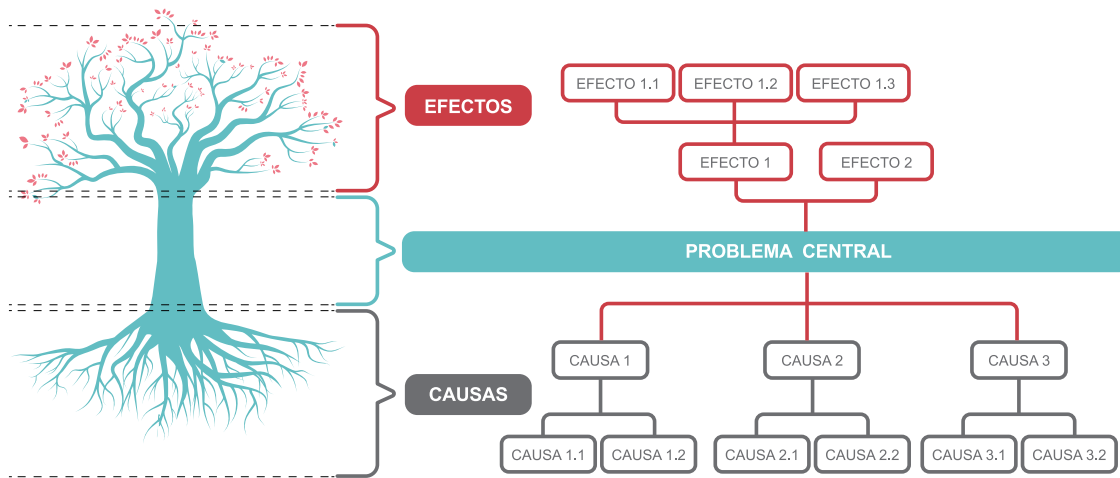 EFECTO 1.1
EFECTO 1.2
EFECTO 1.3
EFECTOS
EFECTO 1
EFECTO 2
PROBLEMA CENTRAL
CAUSA 1
CAUSA 2
CAUSA 3
CAUSAS
CAUSA 1.1
CAUSA 1.2
CAUSA 2.1
CAUSA 2.2
CAUSA 3.1
CAUSA 3.2